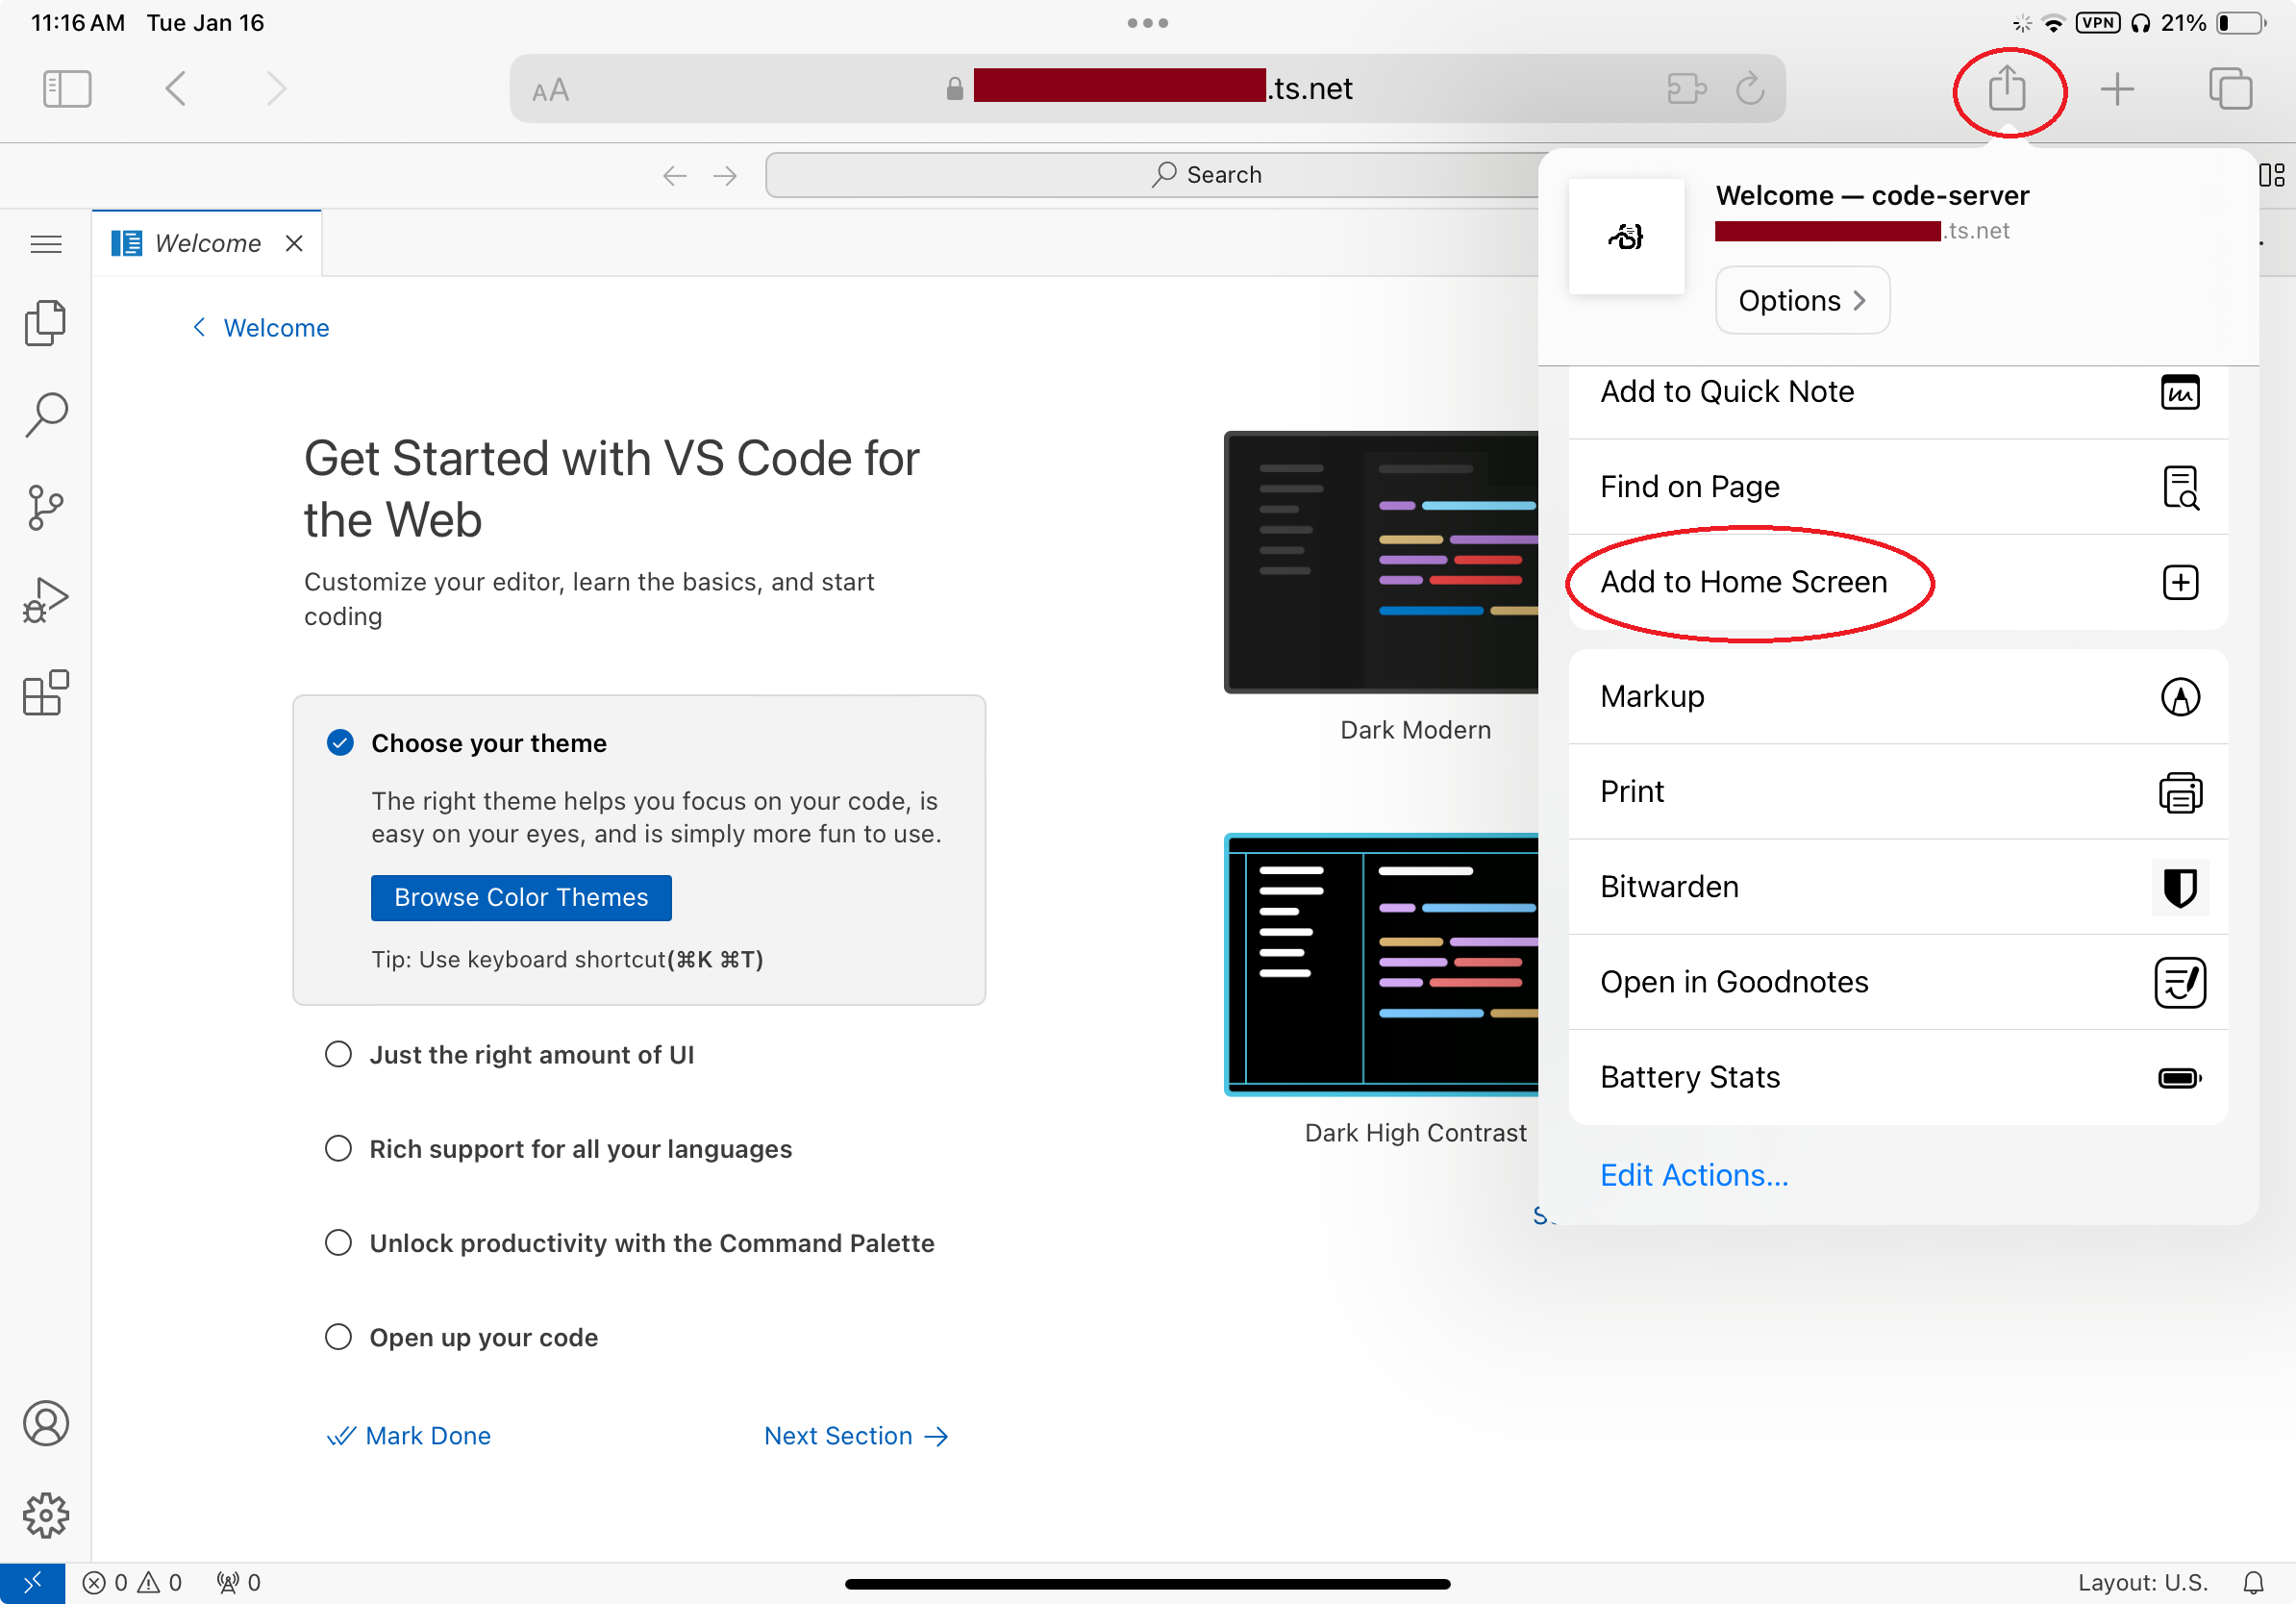 11:16 AM Tue Jan 16
VPN 21%
AA
.ts.net
Search
Welcome
Welcome
Get Started with VS Code for
the Web
Customize your editor, learn the basics, and start
coding
Choose your theme
The right theme helps you focus on your code, is
easy on your eyes, and is simply more fun to use.
Browse Color Themes
Tip: Use keyboard shortcut(⌘K ⌘T)
Just the right amount of UI
Rich support for all your languages
Unlock productivity with the Command Palette
Open up your code
Mark Done
Next Section
Dark Modern
Dark High Contrast
Welcome — code-server
.ts.net
Options
Add to Quick Note
Find on Page
Add to Home Screen
Markup
Print
Bitwarden
Open in Goodnotes
Battery Stats
Edit Actions...
0 0 0
Layout: U.S.